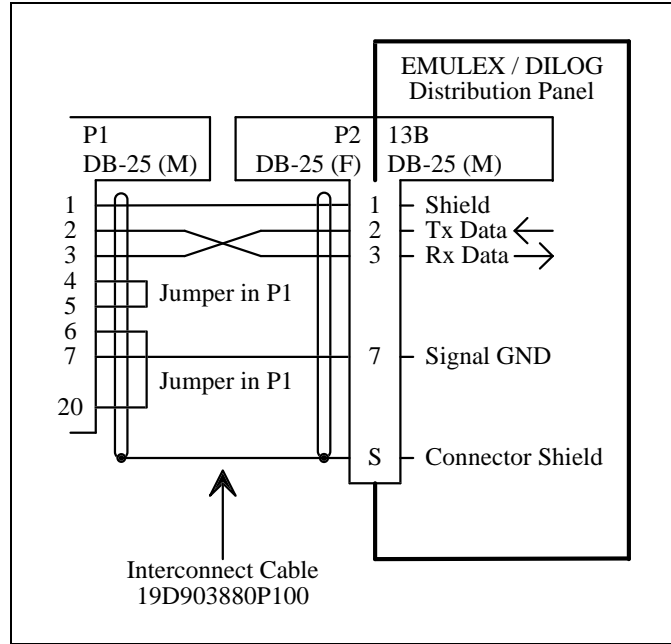 EMULEX / DILOG
Distribution Panel
P1
DB-25 (M)
P2
DB-25 (F)
13B
DB-25 (M)
1
1
Shield
2
2
Tx Data
3
3
Rx Data
4
Jumper in P1
5
6
7
7
Signal GND
Jumper in P1
20
S
Connector Shield
Interconnect Cable
19D903880P100